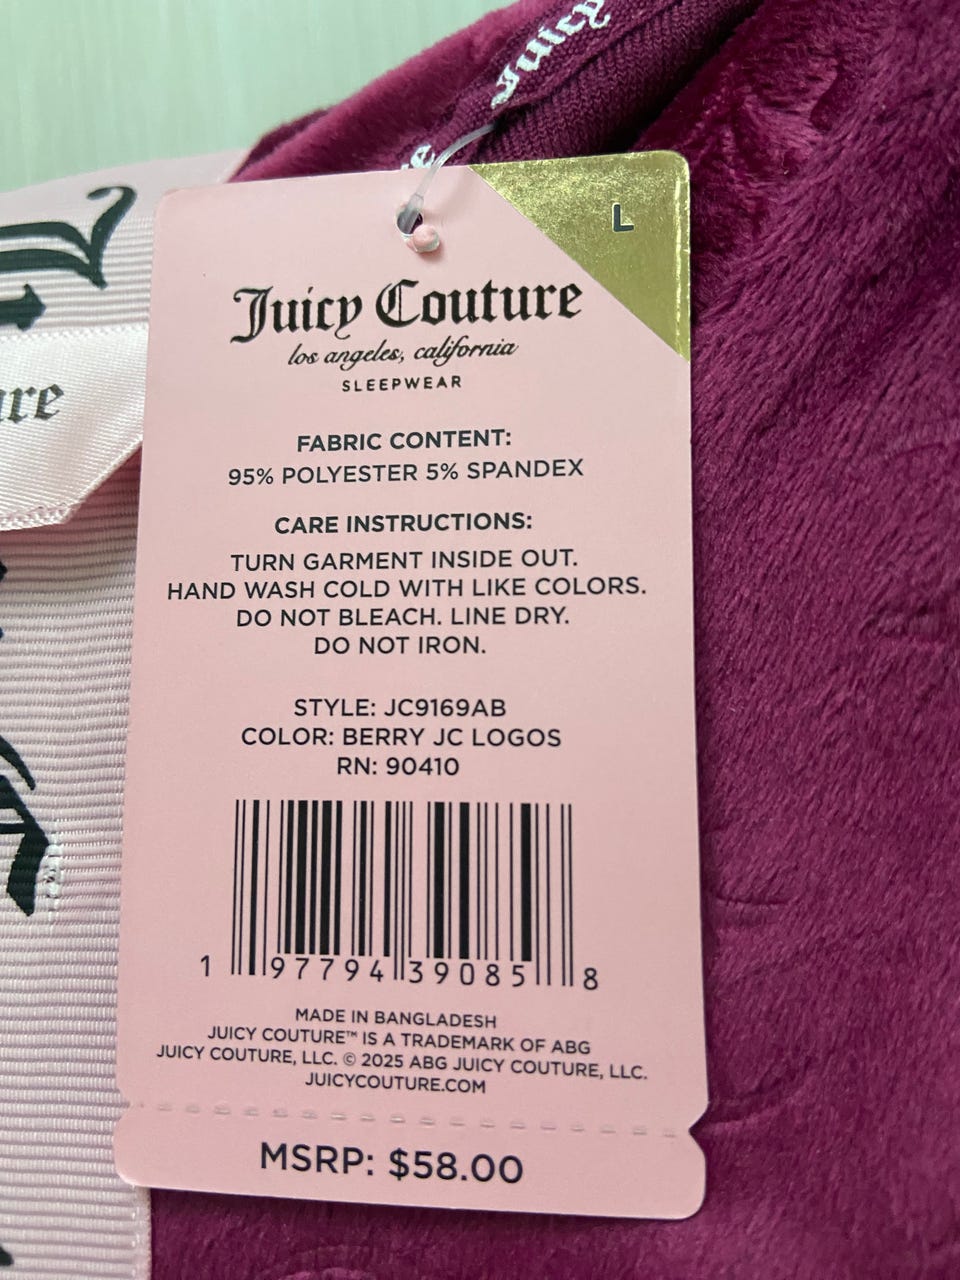 Juicy
L
Juicy Couture
los angeles, california
SLEEPWEAR
FABRIC CONTENT:
95% POLYESTER 5% SPANDEX
CARE INSTRUCTIONS:
TURN GARMENT INSIDE OUT.
HAND WASH COLD WITH LIKE COLORS.
DO NOT BLEACH. LINE DRY.
DO NOT IRON.
STYLE: JC9169AB
COLOR: BERRY JC LOGOS
RN: 90410
1 97794 39085 8
MADE IN BANGLADESH
JUICY COUTURE™ IS A TRADEMARK OF ABG
JUICY COUTURE, LLC. © 2025 ABG JUICY COUTURE, LLC.
JUICYCOUTURE.COM
MSRP: $58.00